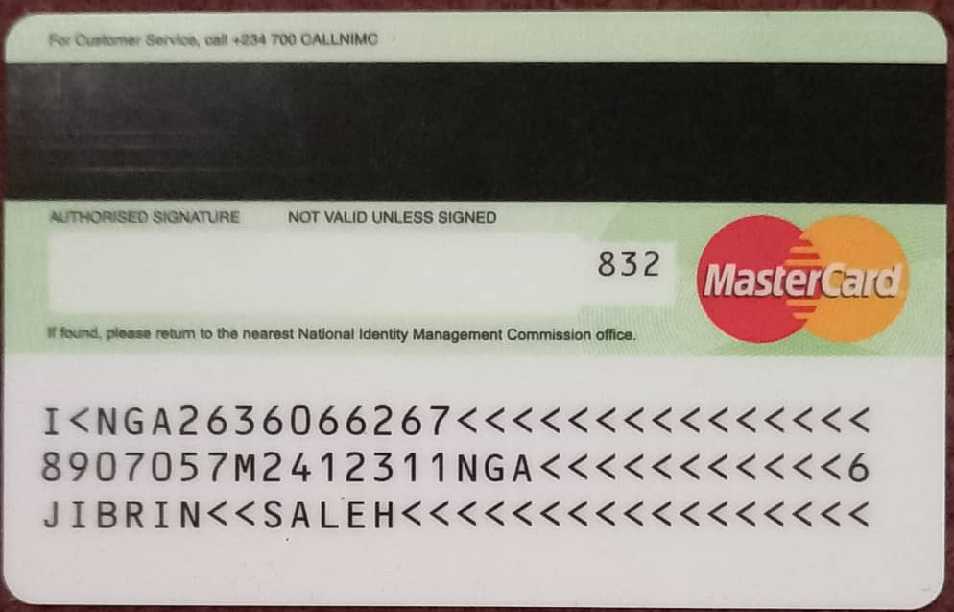 For Customer Service, call +234 700 CALLNIMC
AUTHORISED SIGNATURE NOT VALID UNLESS SIGNED
832
MasterCard
If found, please return to the nearest National Identity Management Commission office.
I<NGA2636066267<<<<<<<<<<<<<<<
8907057M2412311NGA<<<<<<<<<<<6
JIBRIN<<SALEH<<<<<<<<<<<<<<<<<